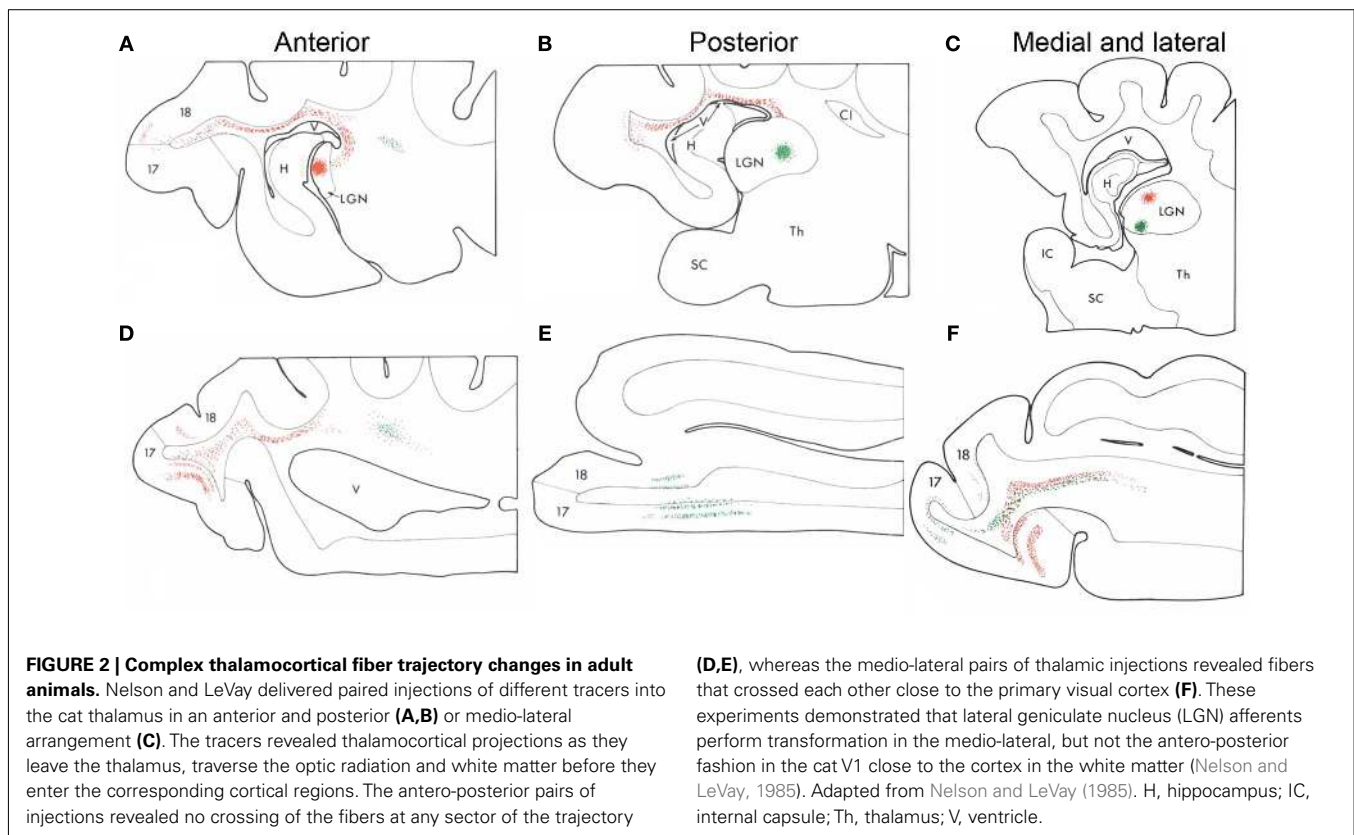 A
Anterior
B
Posterior
C
Medial and lateral
18
17
V
H
LGN
V
H
LGN
Cl
Th
SC
V
H
LGN
IC
SC
Th
D
18
17
V
E
18
17
F
18
17
FIGURE 2 | Complex thalamocortical fiber trajectory changes in adult
animals. Nelson and LeVay delivered paired injections of different tracers into
the cat thalamus in an anterior and posterior (A,B) or medio-lateral
arrangement (C). The tracers revealed thalamocortical projections as they
leave the thalamus, traverse the optic radiation and white matter before they
enter the corresponding cortical regions. The antero-posterior pairs of
injections revealed no crossing of the fibers at any sector of the trajectory
(D,E), whereas the medio-lateral pairs of thalamic injections revealed fibers
that crossed each other close to the primary visual cortex (F). These
experiments demonstrated that lateral geniculate nucleus (LGN) afferents
perform transformation in the medio-lateral, but not the antero-posterior
fashion in the cat V1 close to the cortex in the white matter (Nelson and
LeVay, 1985). Adapted from Nelson and LeVay (1985). H, hippocampus; IC,
internal capsule; Th, thalamus; V, ventricle.